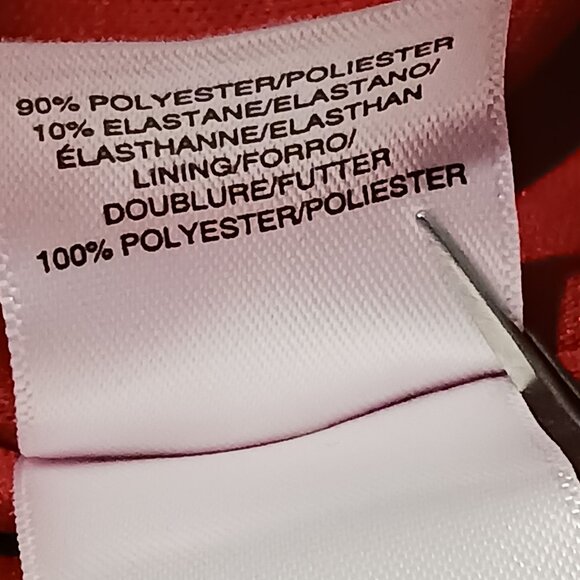 90% POLYESTER/POLIESTER
10% ELASTANE/ELASTANO/
ÉLASTHANNE/ELASTHAN
LINING/FORRO/
DOUBLURE/FUTTER
100% POLYESTER/POLIESTER